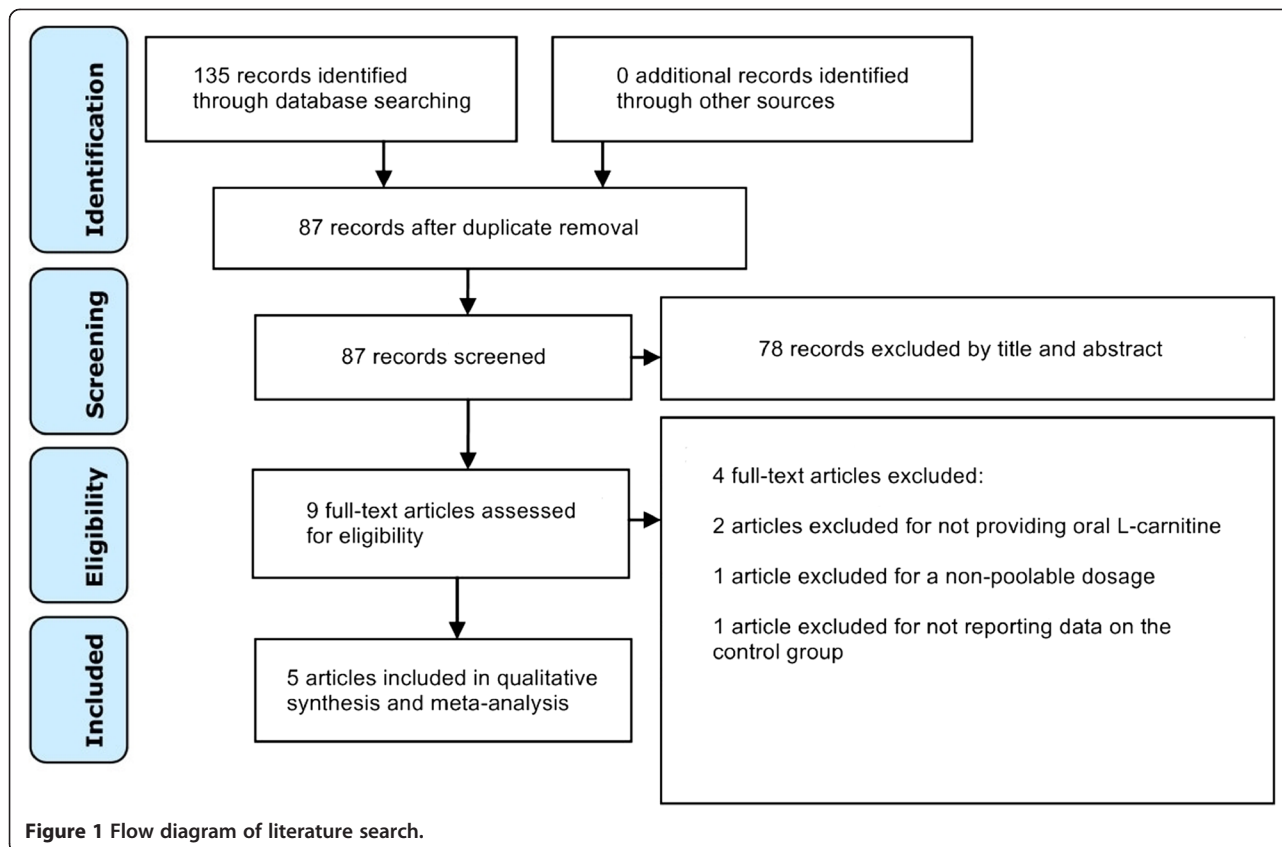 Identification
135 records identified
through database searching
0 additional records identified
through other sources
87 records after duplicate removal
Screening
87 records screened
78 records excluded by title and abstract
Eligibility
9 full-text articles assessed
for eligibility
4 full-text articles excluded:
2 articles excluded for not providing oral L-carnitine
1 article excluded for a non-poolable dosage
1 article excluded for not reporting data on the
control group
Included
5 articles included in qualitative
synthesis and meta-analysis
Figure 1 Flow diagram of literature search.